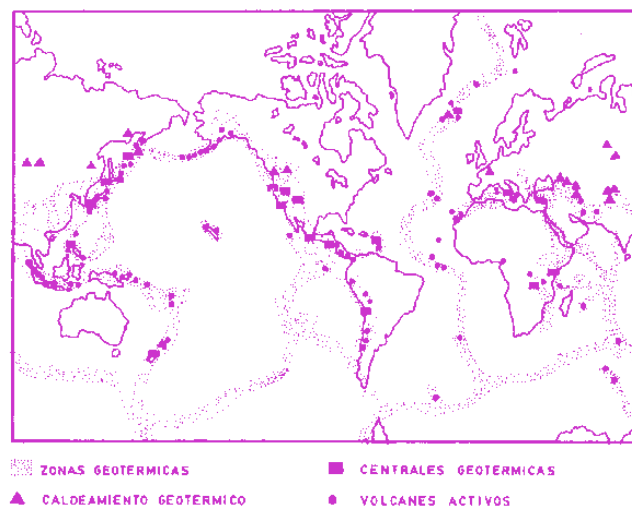 ZONAS GEOTERMICAS
CENTRALES GEOTERMICAS
CALDEAMIENTO GEOTERMICO
VOLCANES ACTIVOS